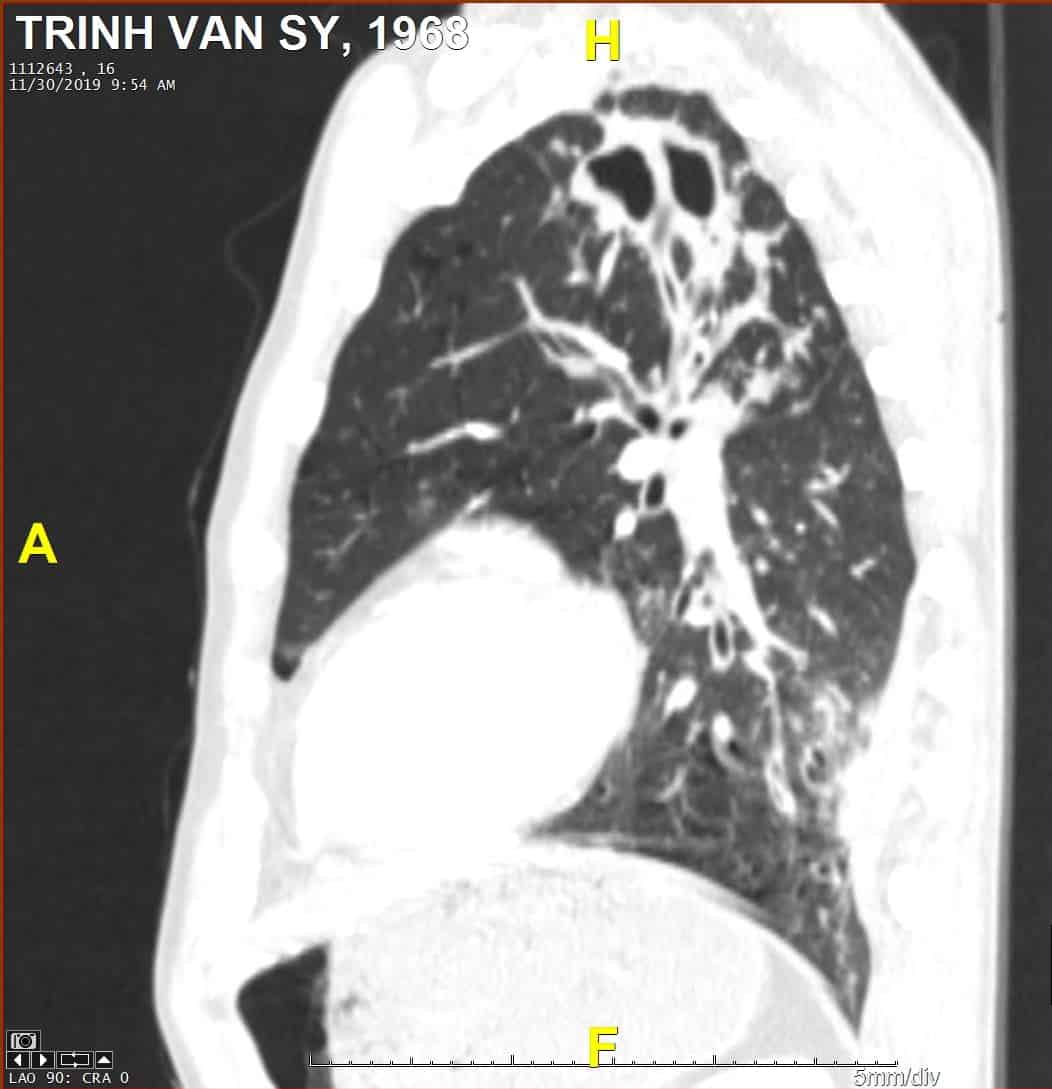 TRINH VAN SY, 1968
1112643 , 16
11/30/2019 9:54 AM
H
A
F
5mm/div
LAO 90: CRA 0